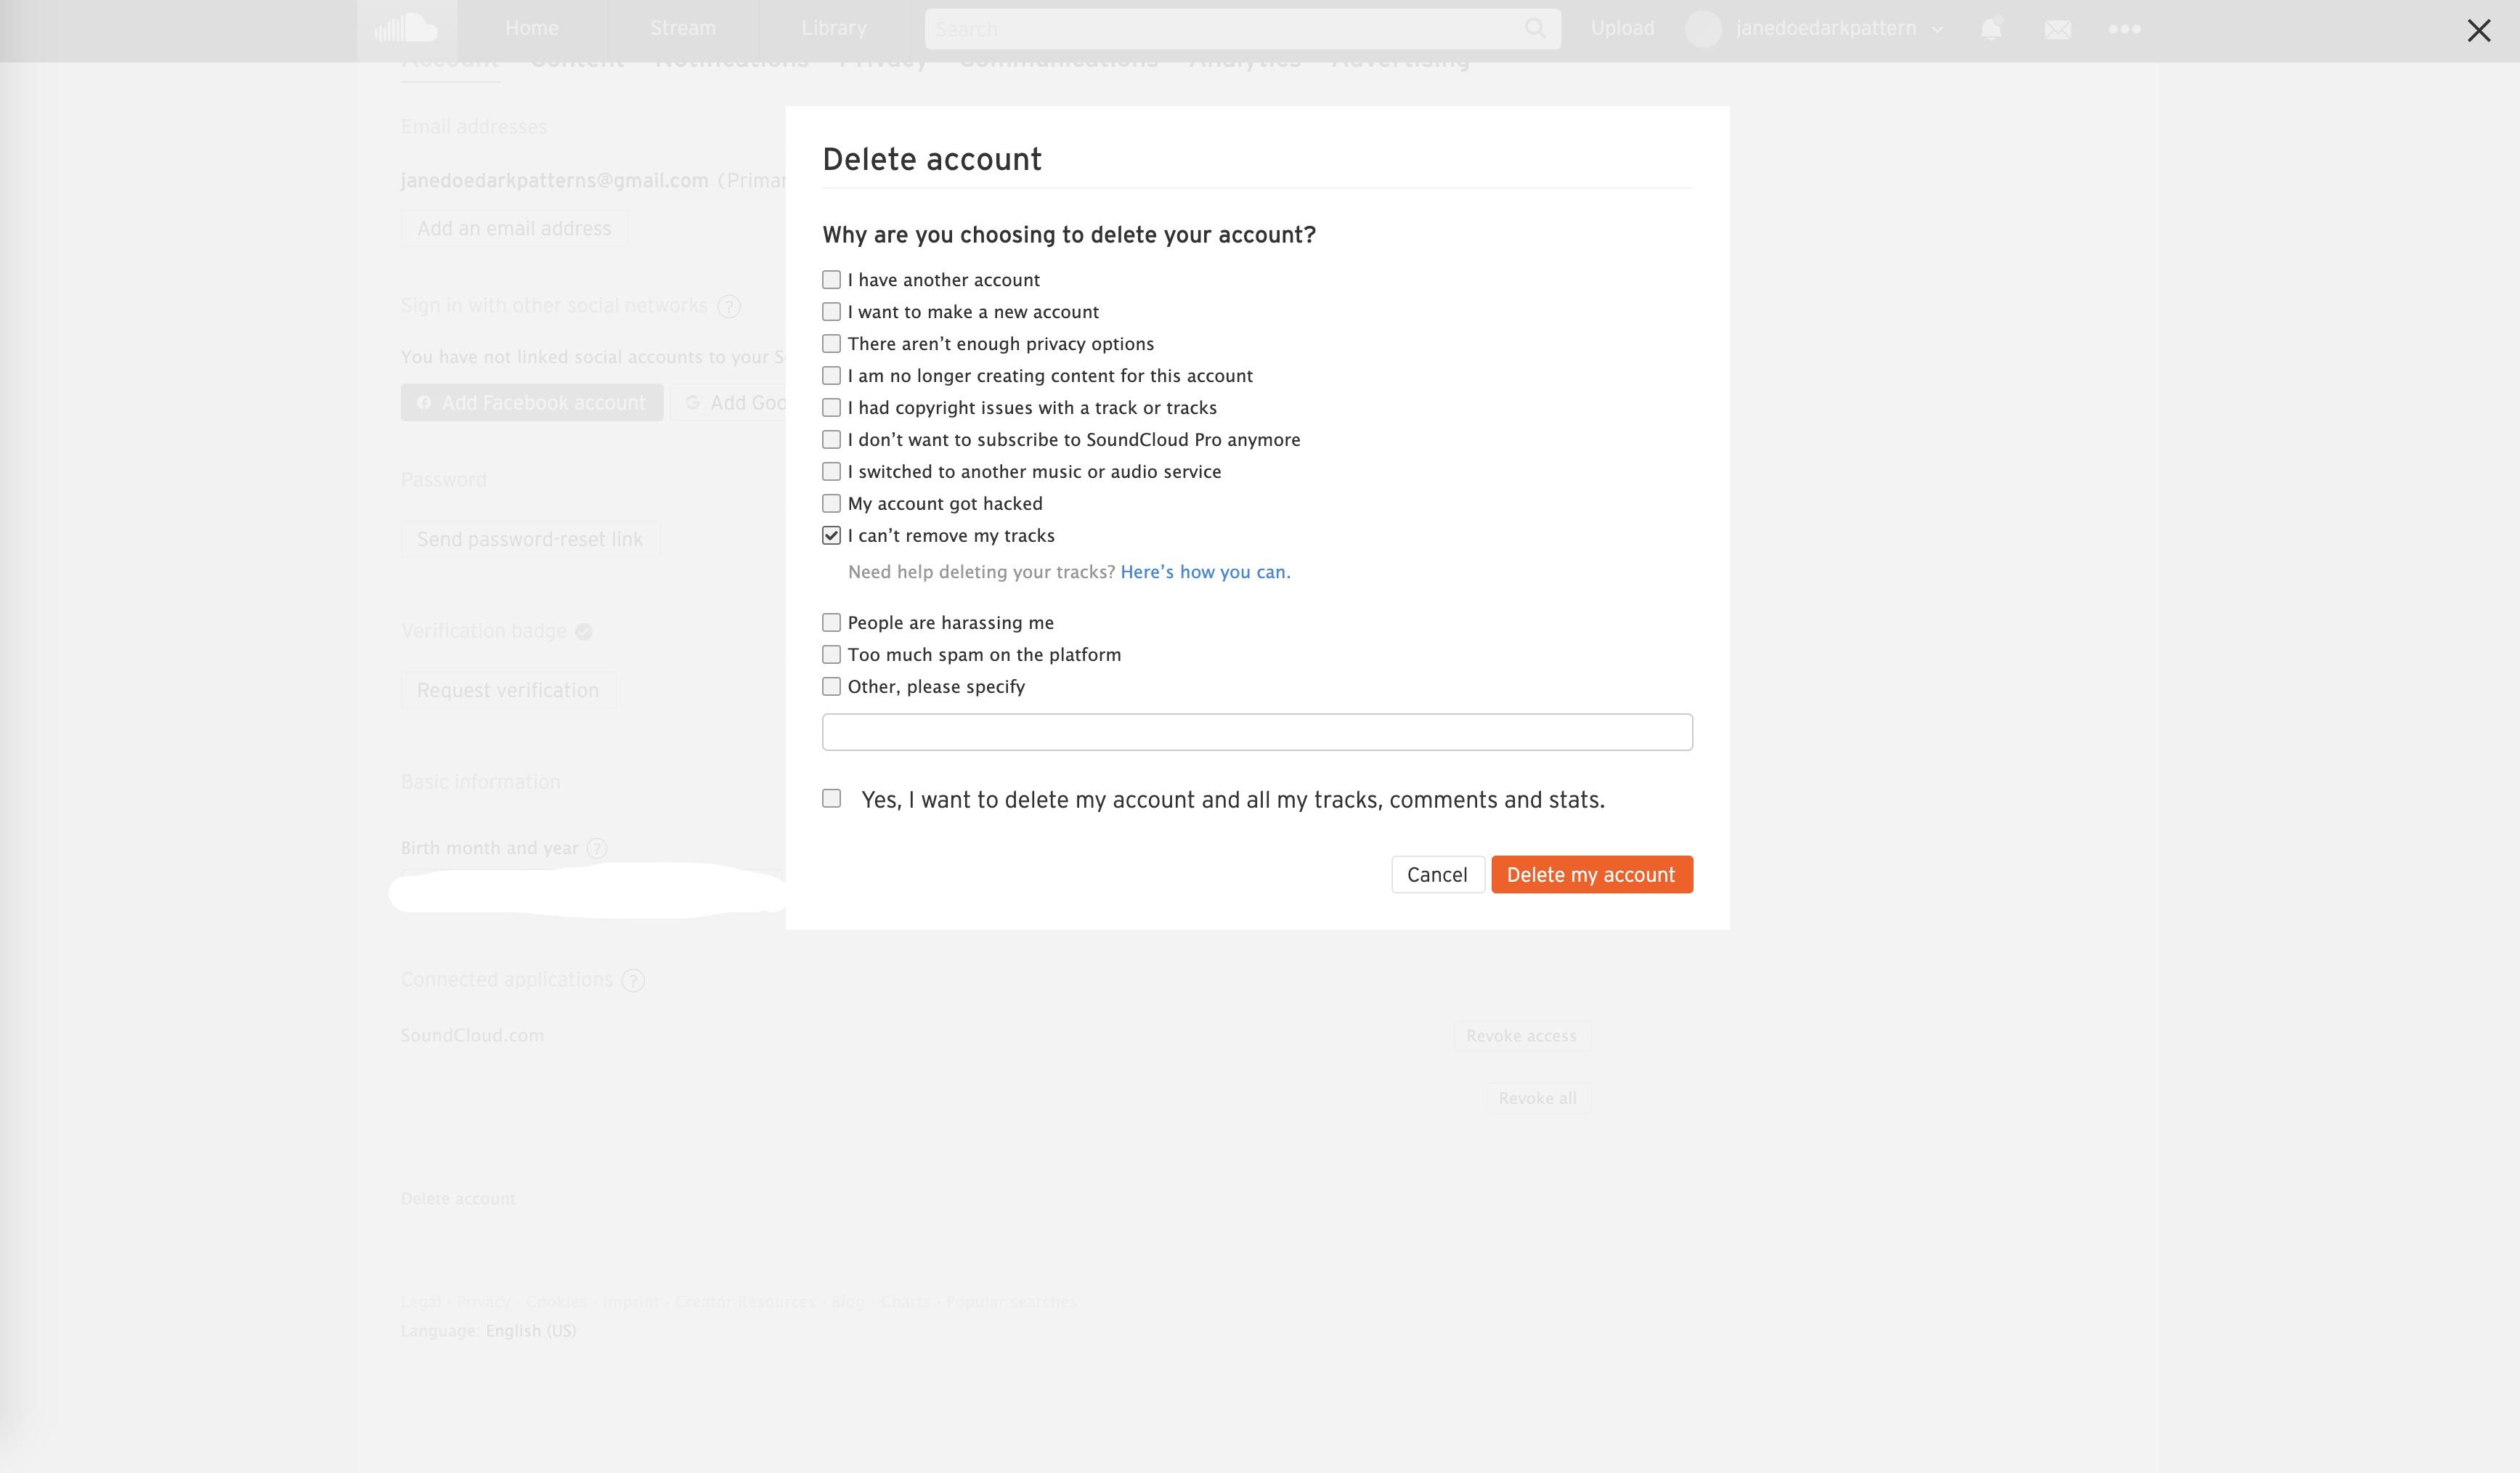 Home Stream Library Search Upload janedoedarkpattern
Account Content Notifications Privacy Communications Analytics Advertising
Email addresses
janedoedarkpatterns@gmail.com (Primar
Add an email address
Sign in with other social networks ?
You have not linked social accounts to your S
Add Facebook account G Add Goo
Password
Send password-reset link
Verification badge
Request verification
Basic information
Birth month and year ?
Connected applications ?
SoundCloud.com Revoke access
Revoke all
Delete account
Legal · Privacy · Cookies · Imprint · Creator Resources · Blog · Charts · Popular searches
Language: English (US)
Delete account
Why are you choosing to delete your account?
I have another account
I want to make a new account
There aren’t enough privacy options
I am no longer creating content for this account
I had copyright issues with a track or tracks
I don’t want to subscribe to SoundCloud Pro anymore
I switched to another music or audio service
My account got hacked
I can’t remove my tracks
Need help deleting your tracks? Here’s how you can.
People are harassing me
Too much spam on the platform
Other, please specify
Yes, I want to delete my account and all my tracks, comments and stats.
Cancel Delete my account